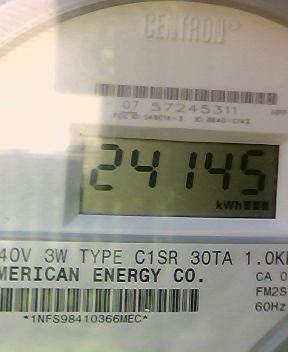 CENTRON®
07 57245311
24145
kWh
40V 3W TYPE C1SR 30TA 1.0K
MERICAN ENERGY CO.
CA 0
FM2S
60Hz
*1NFS98410366MEC*